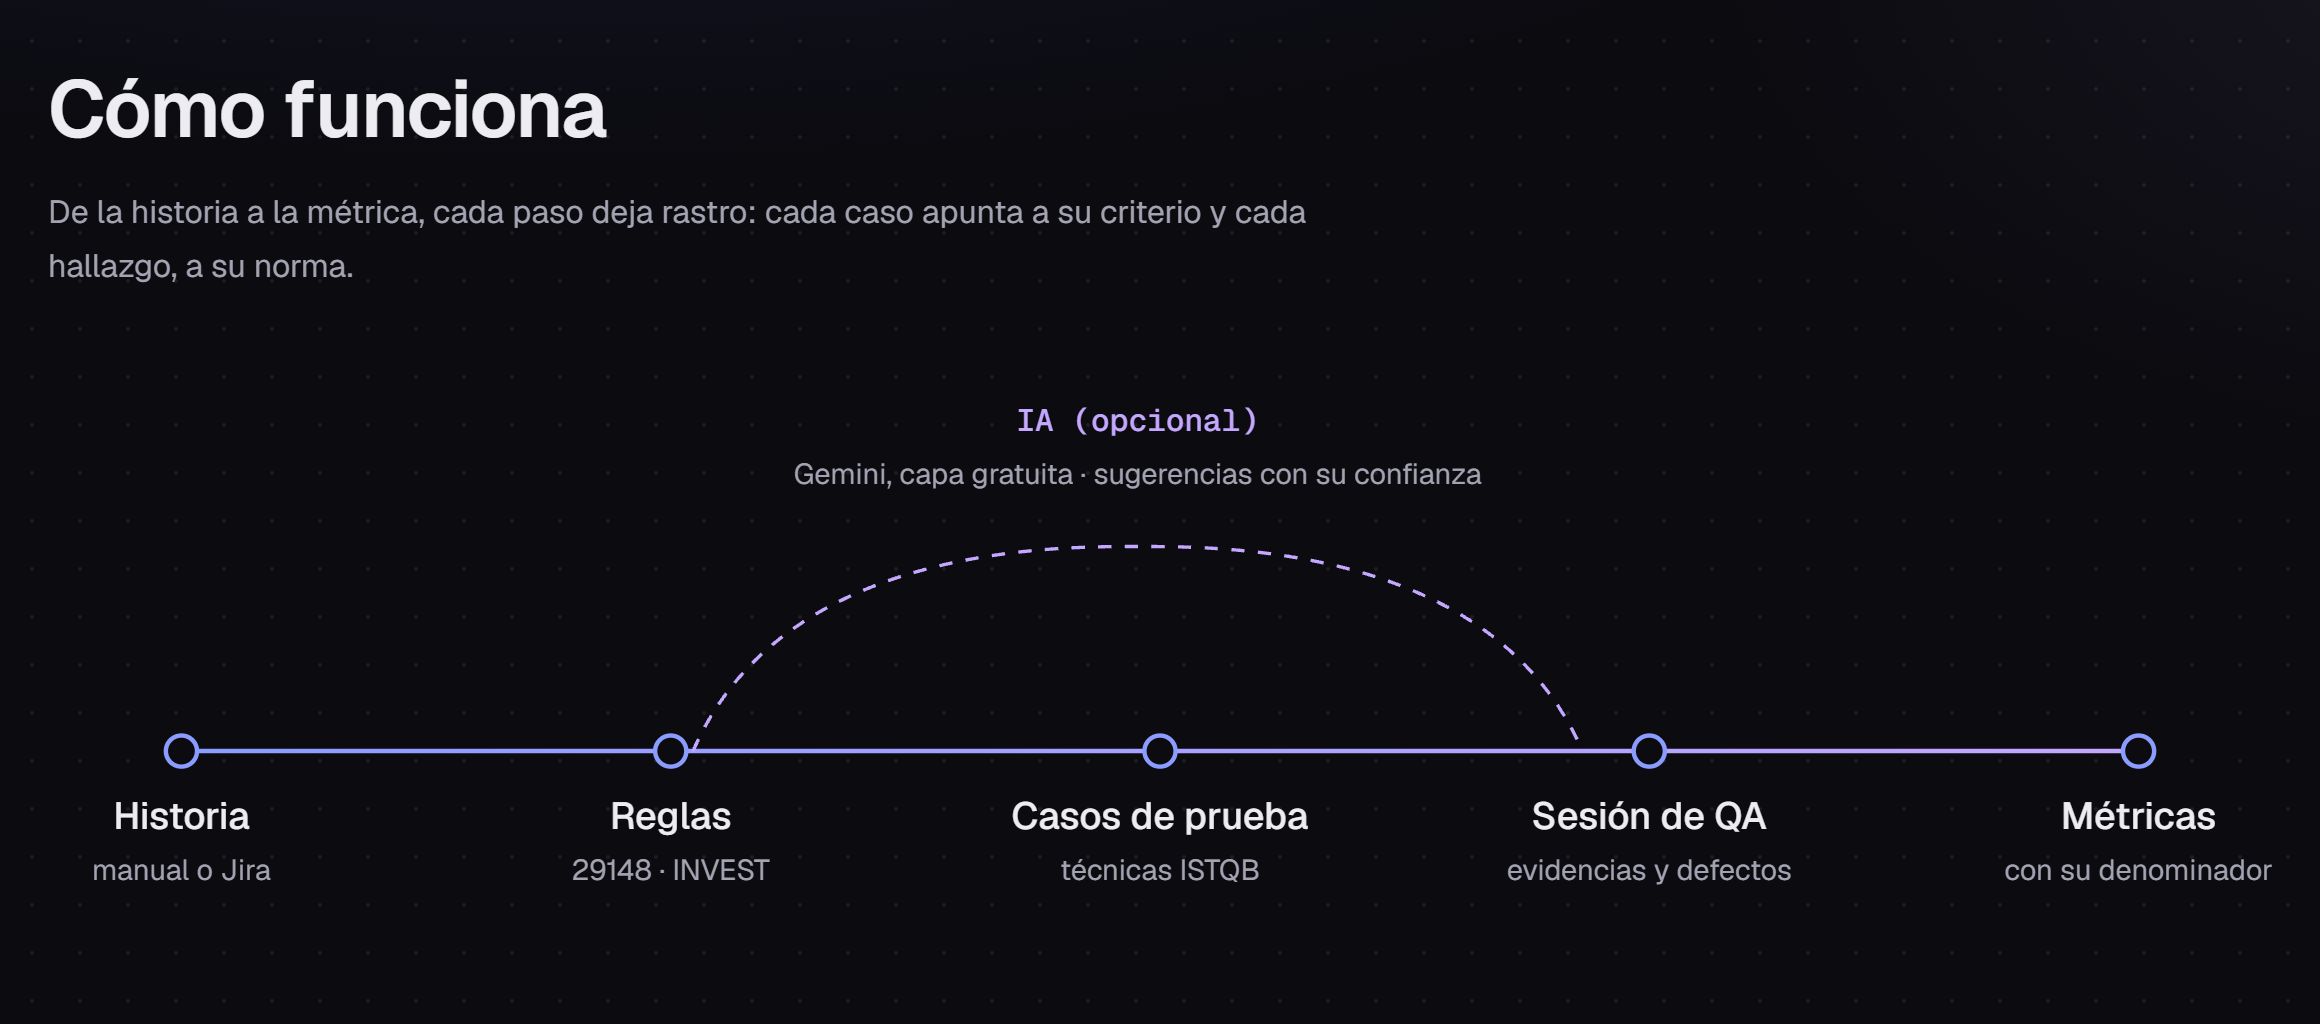 Cómo funciona
De la historia a la métrica, cada paso deja rastro: cada caso apunta a su criterio y cada
hallazgo, a su norma.
IA (opcional)
Gemini, capa gratuita · sugerencias con su confianza
Historia
manual o Jira
Reglas
29148 · INVEST
Casos de prueba
técnicas ISTQB
Sesión de QA
evidencias y defectos
Métricas
con su denominador